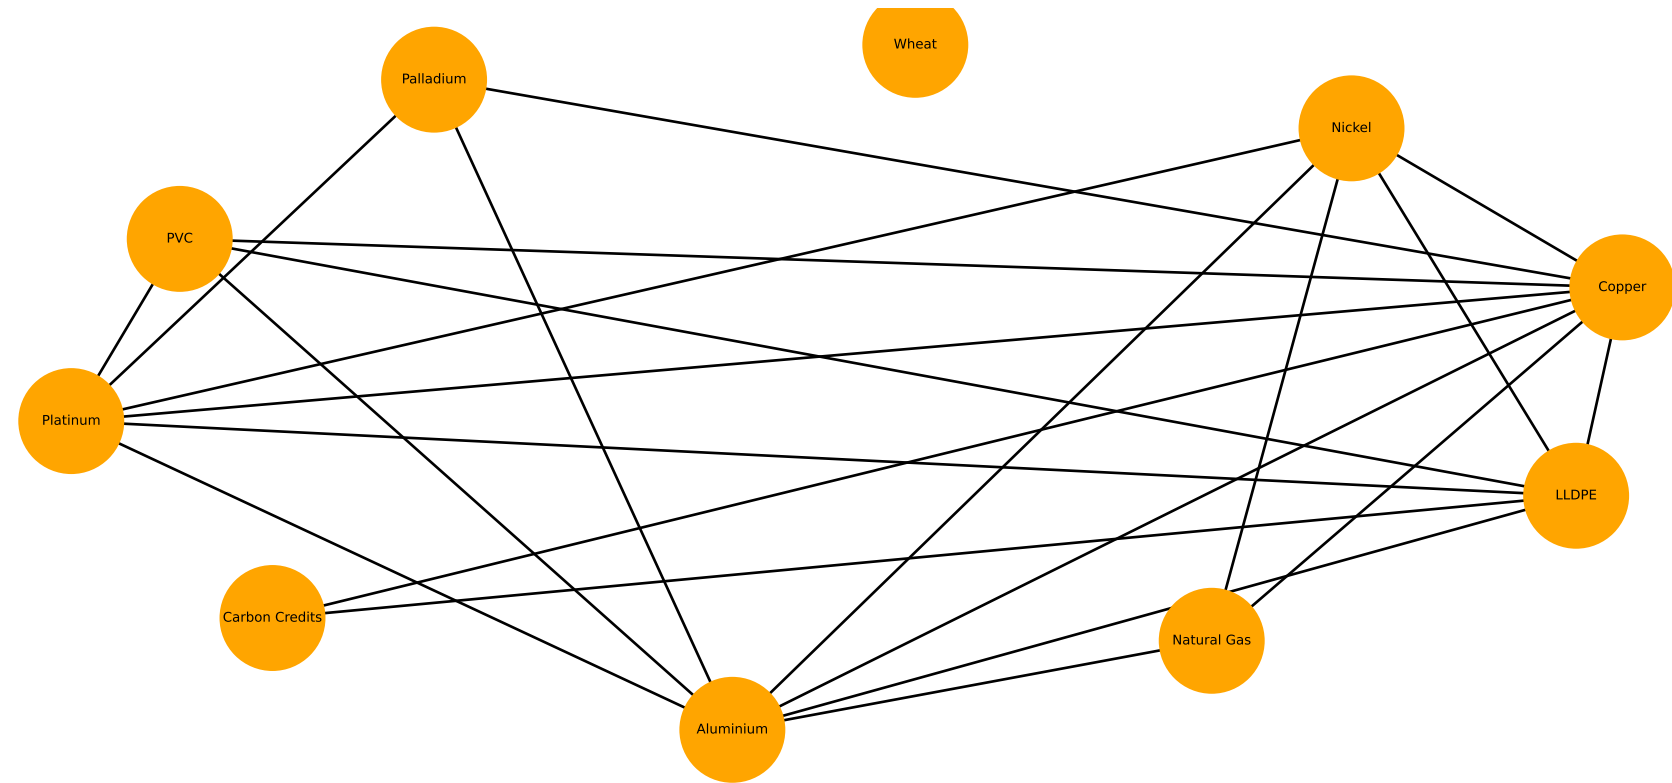 Wheat
Palladium
Nickel
PVC
Copper
Platinum
LLDPE
Carbon Credits
Natural Gas
Aluminium